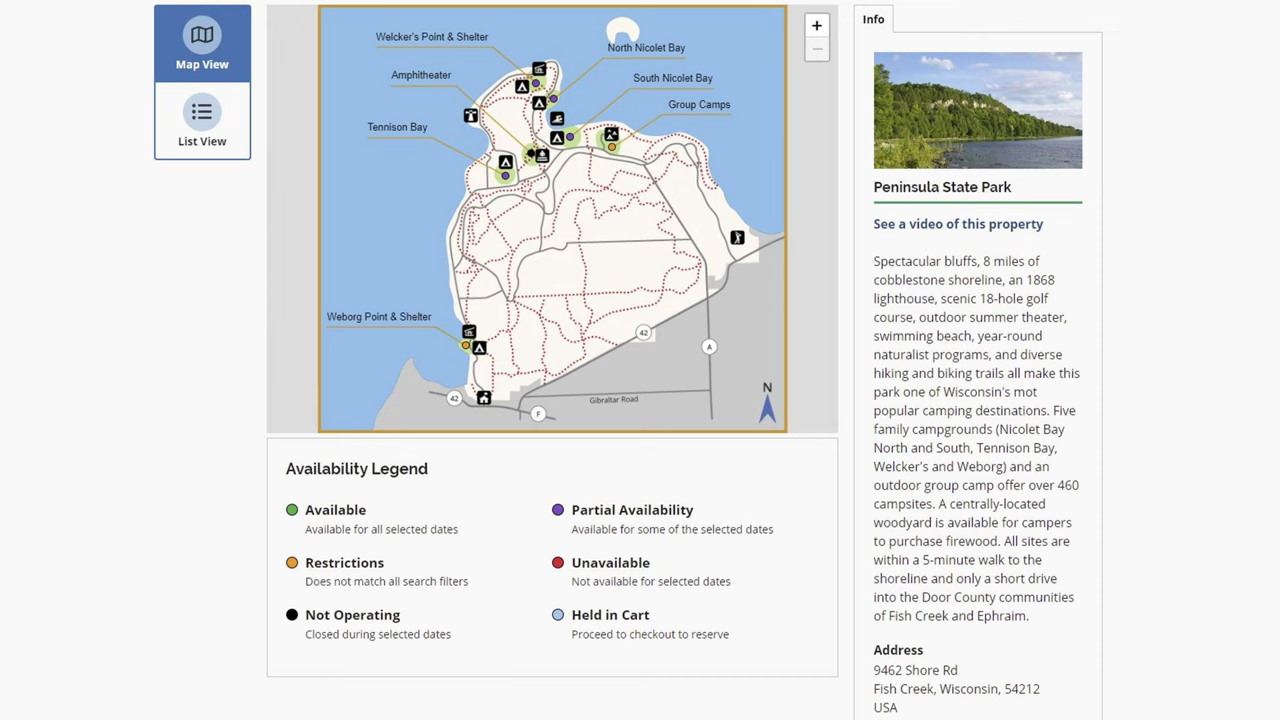 Map View
List View
Welcker's Point & Shelter
North Nicolet Bay
Amphitheater
South Nicolet Bay
Group Camps
Tennison Bay
Weborg Point & Shelter
42
A
42
F
Gibraltar Road
N
+
−
Availability Legend
Available
Available for all selected dates
Partial Availability
Available for some of the selected dates
Restrictions
Does not match all search filters
Unavailable
Not available for selected dates
Not Operating
Closed during selected dates
Held in Cart
Proceed to checkout to reserve
Info
Peninsula State Park
See a video of this property
Spectacular bluffs, 8 miles of
cobblestone shoreline, an 1868
lighthouse, scenic 18-hole golf
course, outdoor summer theater,
swimming beach, year-round
naturalist programs, and diverse
hiking and biking trails all make this
park one of Wisconsin's mot
popular camping destinations. Five
family campgrounds (Nicolet Bay
North and South, Tennison Bay,
Welcker's and Weborg) and an
outdoor group camp offer over 460
campsites. A centrally-located
woodyard is available for campers
to purchase firewood. All sites are
within a 5-minute walk to the
shoreline and only a short drive
into the Door County communities
of Fish Creek and Ephraim.
Address
9462 Shore Rd
Fish Creek, Wisconsin, 54212
USA